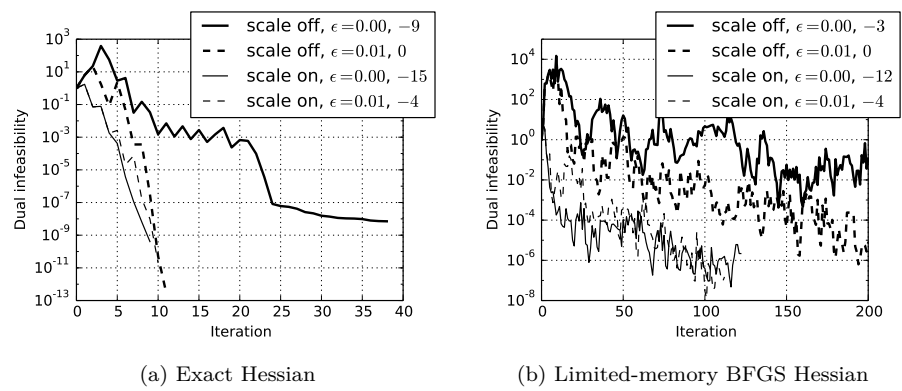 scale off, ϵ=0.00, −9
scale off, ϵ=0.01, 0
scale on, ϵ=0.00, −15
scale on, ϵ=0.01, −4
10^3
10^1
10^-1
10^-3
10^-5
10^-7
10^-9
10^-11
10^-13
Dual infeasibility
0 5 10 15 20 25 30 35 40
Iteration
(a) Exact Hessian
scale off, ϵ=0.00, −3
scale off, ϵ=0.01, 0
scale on, ϵ=0.00, −12
scale on, ϵ=0.01, −4
10^4
10^2
10^0
10^-2
10^-4
10^-6
10^-8
Dual infeasibility
0 50 100 150 200
Iteration
(b) Limited-memory BFGS Hessian